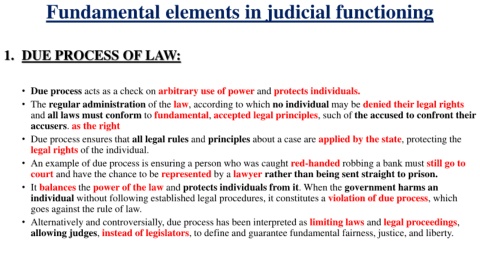 Fundamental elements in judicial functioning
1. DUE PROCESS OF LAW:
• Due process acts as a check on arbitrary use of power and protects individuals.
• The regular administration of the law, according to which no individual may be denied their legal rights
and all laws must conform to fundamental, accepted legal principles, such of the accused to confront their
accusers. as the right
• Due process ensures that all legal rules and principles about a case are applied by the state, protecting the
legal rights of the individual.
• An example of due process is ensuring a person who was caught red-handed robbing a bank must still go to
court and have the chance to be represented by a lawyer rather than being sent straight to prison.
• It balances the power of the law and protects individuals from it. When the government harms an
individual without following established legal procedures, it constitutes a violation of due process, which
goes against the rule of law.
• Alternatively and controversially, due process has been interpreted as limiting laws and legal proceedings,
allowing judges, instead of legislators, to define and guarantee fundamental fairness, justice, and liberty.